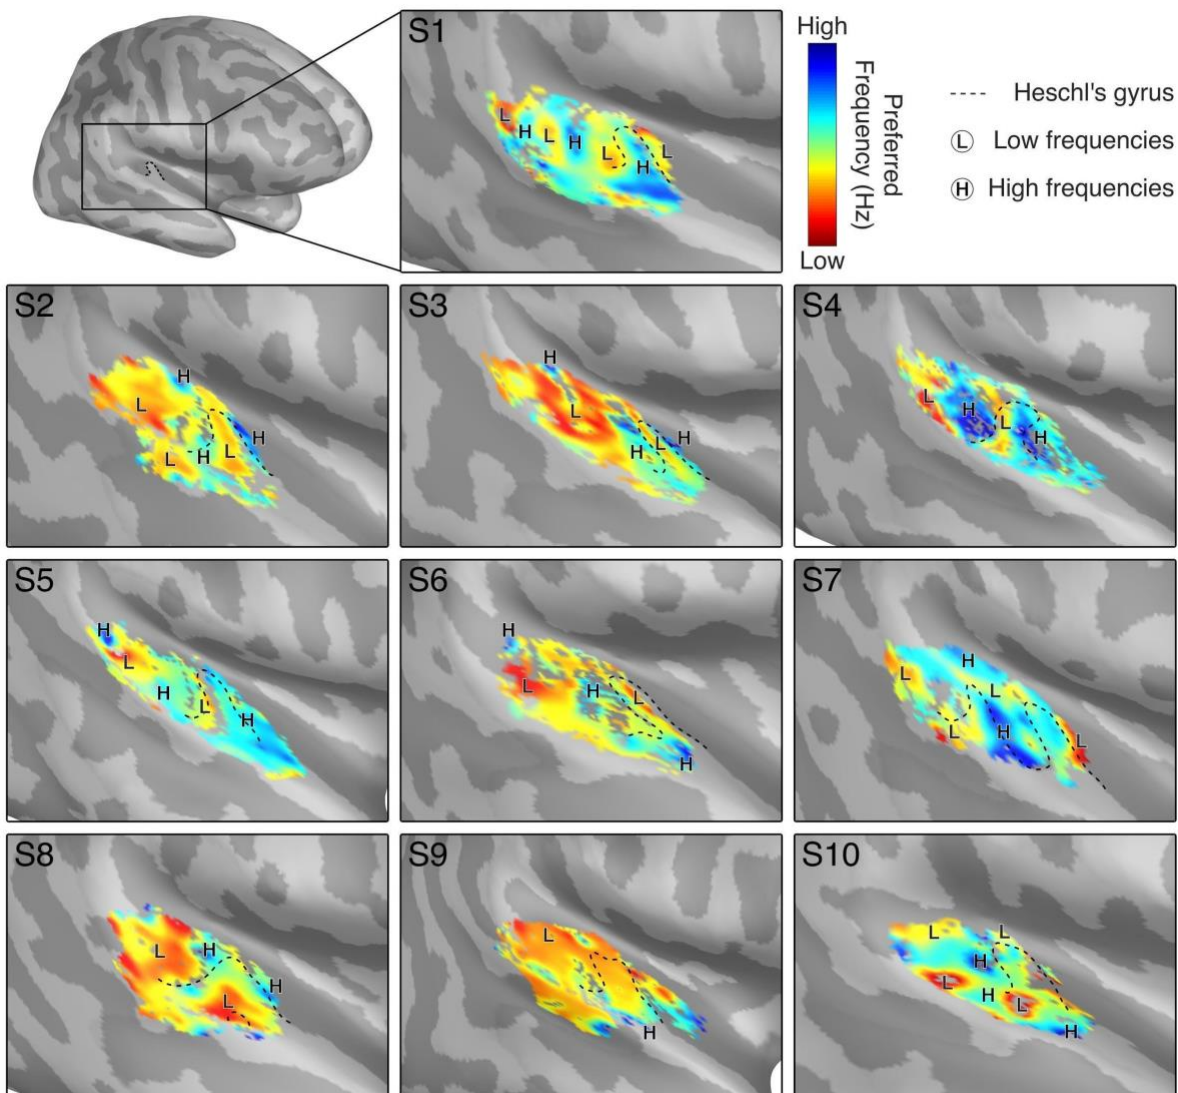 S1
L
H
L
H
L
H
L
High
Preferred
Frequency (Hz)
Low
Heschl's gyrus
Ⓛ Low frequencies
Ⓗ High frequencies
S2
H
L
H
L
H
L
S3
H
L
H
L
H
S4
L
H
L
H
S5
H
L
H
L
H
S6
H
L
H
L
H
S7
H
L
L
L
H
L
S8
L
H
H
L
S9
L
H
S10
L
L
H
L
H
L
H